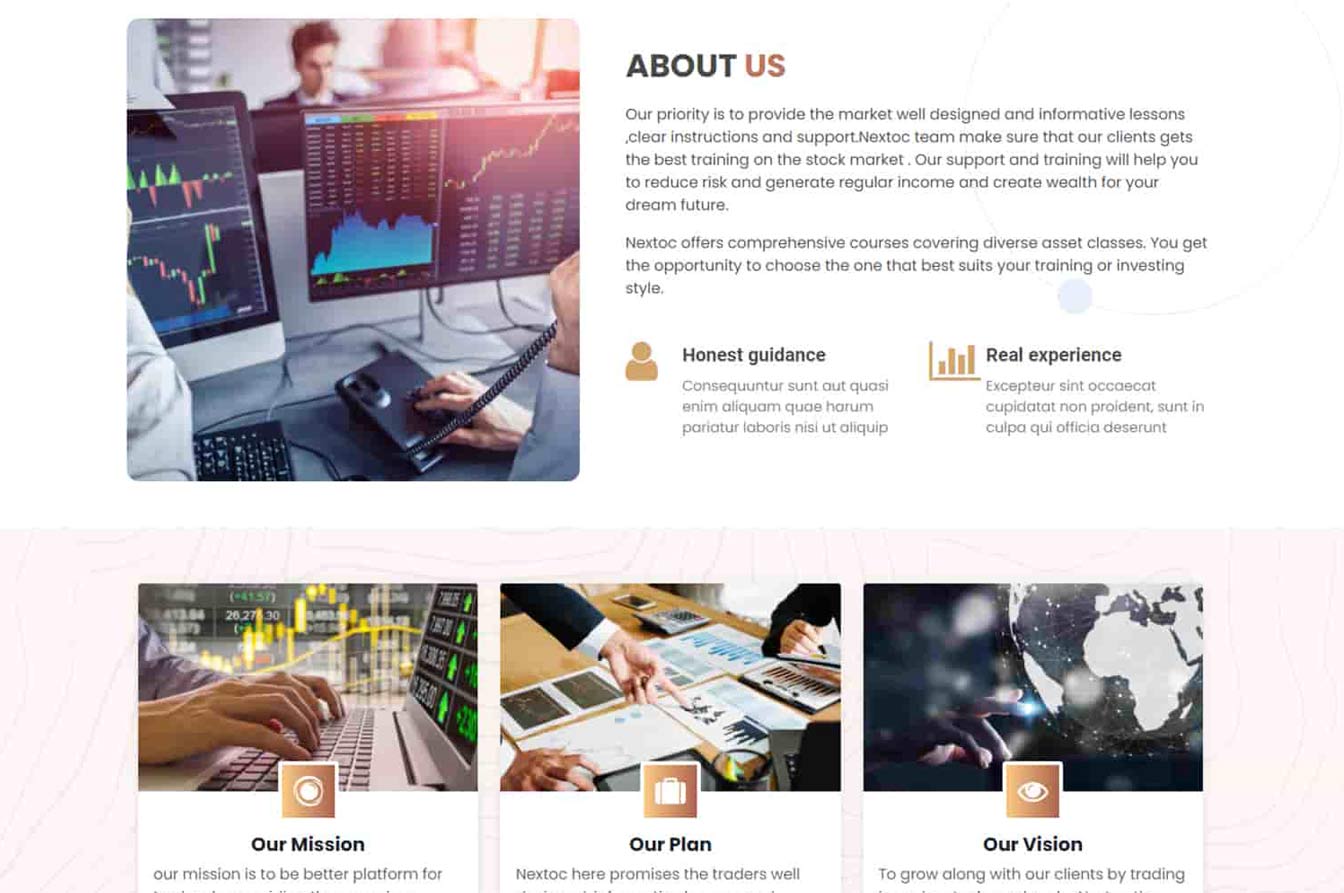 ABOUT US
Our priority is to provide the market well designed and informative lessons
,clear instructions and support.Nextoc team make sure that our clients gets
the best training on the stock market . Our support and training will help you
to reduce risk and generate regular income and create wealth for your
dream future.
Nextoc offers comprehensive courses covering diverse asset classes. You get
the opportunity to choose the one that best suits your training or investing
style.
Honest guidance
Consequuntur sunt aut quasi
enim aliquam quae harum
pariatur laboris nisi ut aliquip
Real experience
Excepteur sint occaecat
cupidatat non proident, sunt in
culpa qui officia deserunt
(+41.57)
26,276.30
Our Mission
our mission is to be better platform for
Our Plan
Nextoc here promises the traders well
Our Vision
To grow along with our clients by trading